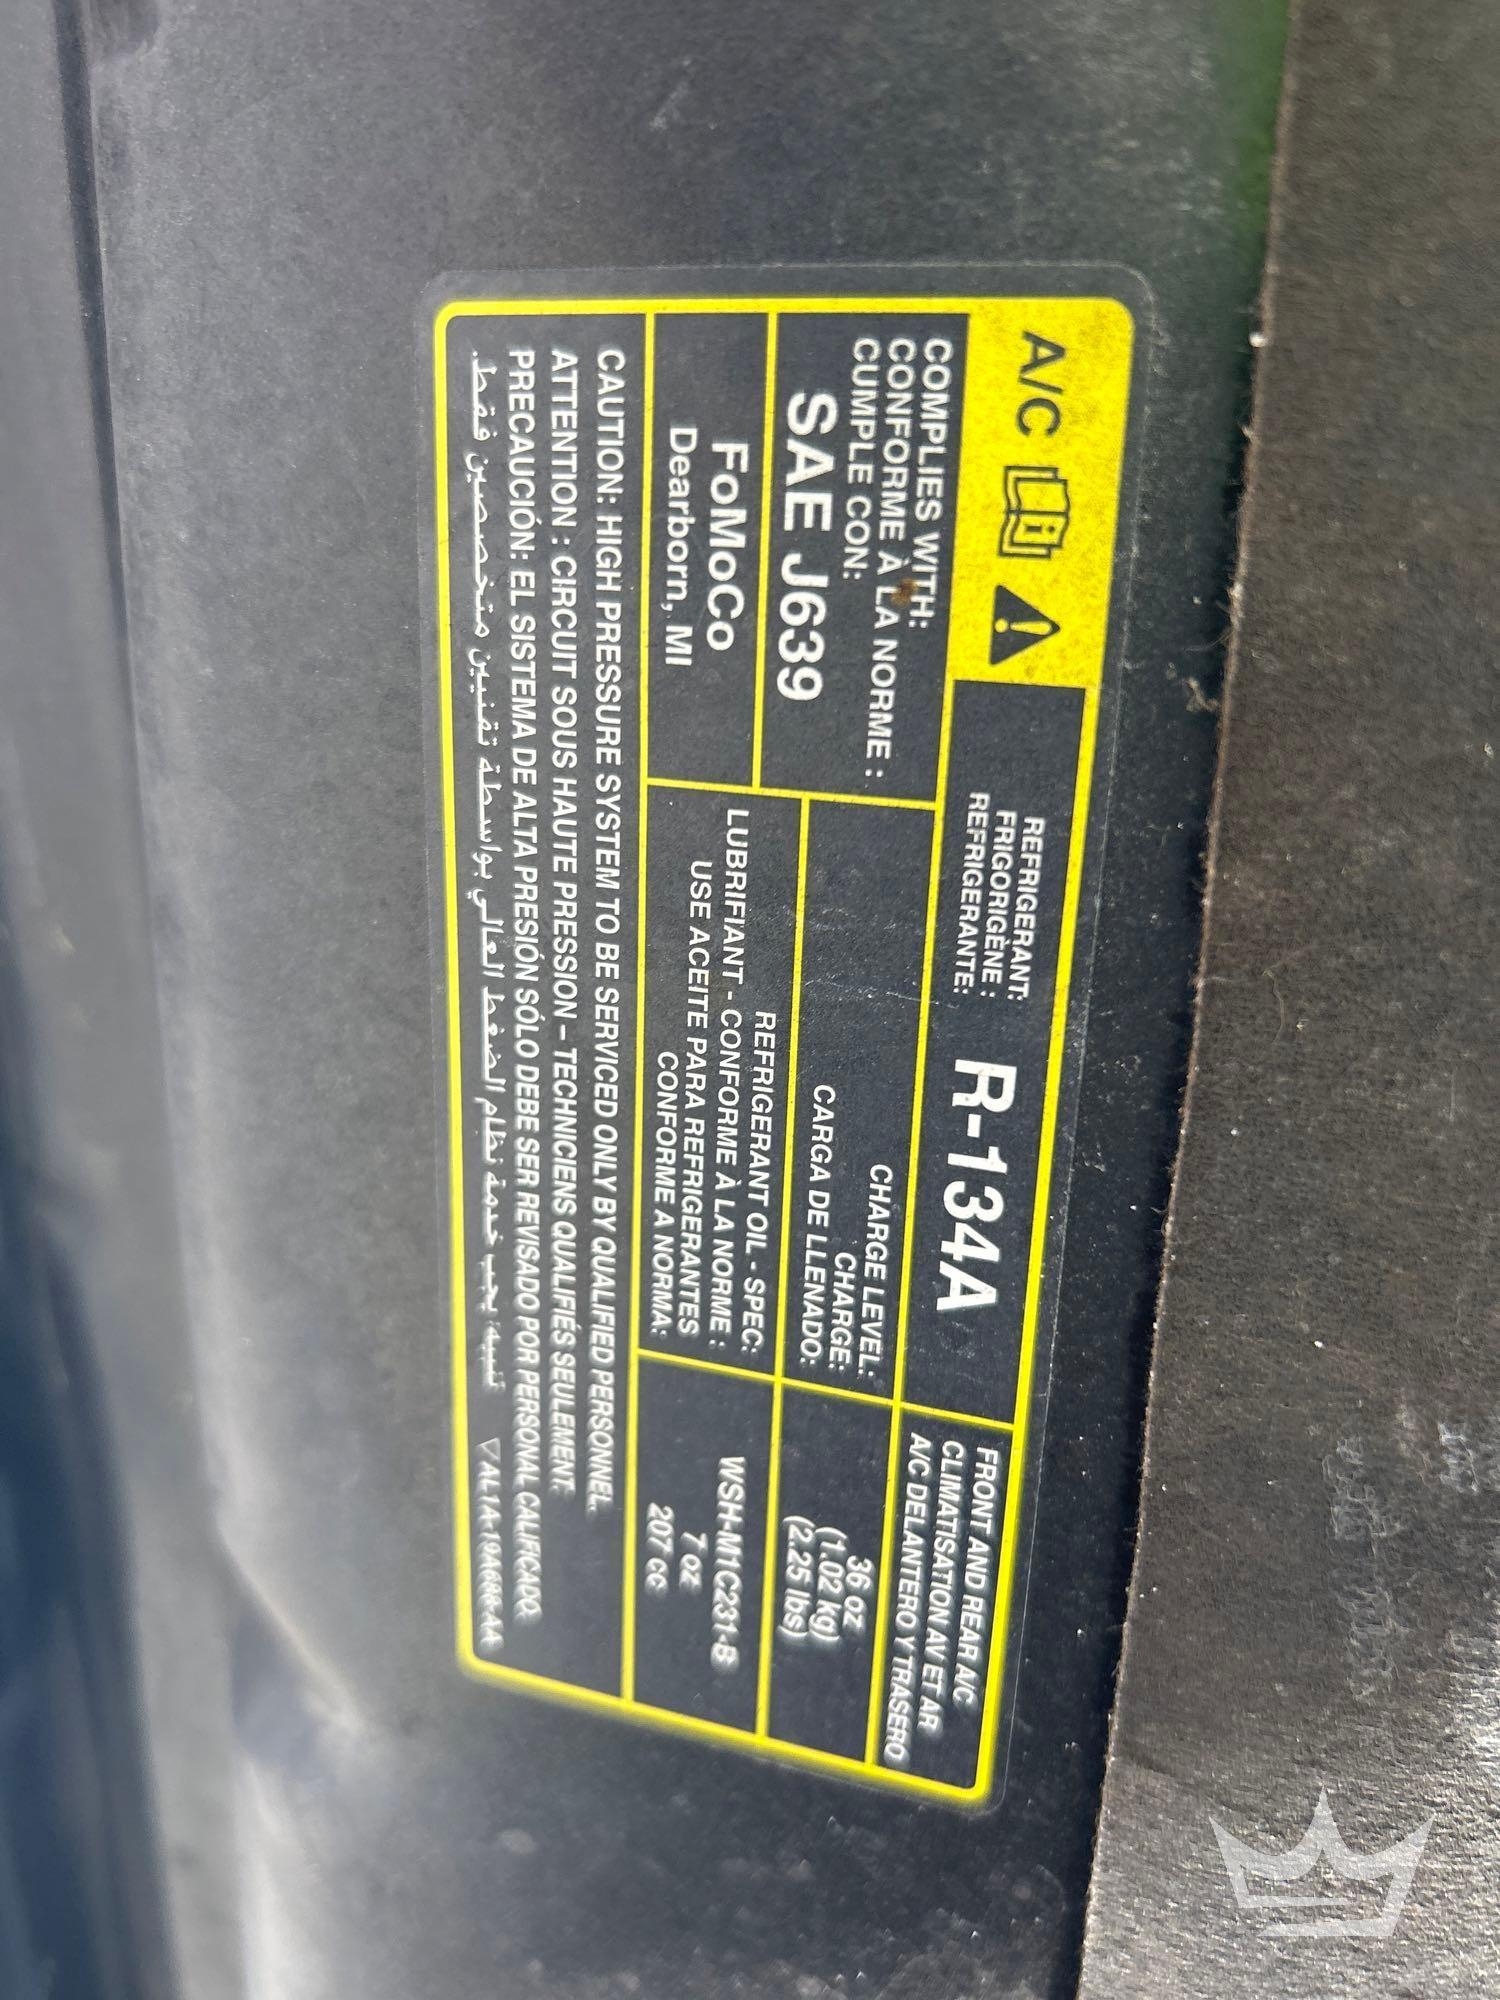 A/C
REFRIGERANT:
FRIGORIGÈNE :
REFRIGERANTE:
R-134A
FRONT AND REAR A/C
CLIMATISATION AV ET AR
A/C DELANTERO Y TRASERO
COMPLIES WITH:
CONFORME À LA NORME :
CUMPLE CON:
SAE J639
CHARGE LEVEL:
CHARGE:
CARGA DE LLENADO:
36 oz
(1.02 kg)
(2.25 lbs)
FoMoCo
Dearborn, MI
REFRIGERANT OIL - SPEC:
LUBRIFIANT - CONFORME À LA NORME :
USE ACEITE PARA REFRIGERANTES
CONFORME A NORMA:
WSH-M1C231-B
7 oz
207 cc
CAUTION: HIGH PRESSURE SYSTEM TO BE SERVICED ONLY BY QUALIFIED PERSONNEL.
ATTENTION : CIRCUIT SOUS HAUTE PRESSION – TECHNICIENS QUALIFIÉS SEULEMENT.
PRECAUCIÓN: EL SISTEMA DE ALTA PRESIÓN SÓLO DEBE SER REVISADO POR PERSONAL CALIFICADO.
تنبيه: يجب خدمة نظام الضغط العالي بواسطة تقنيين متخصصين فقط.
▽AL1A-19A688-AA